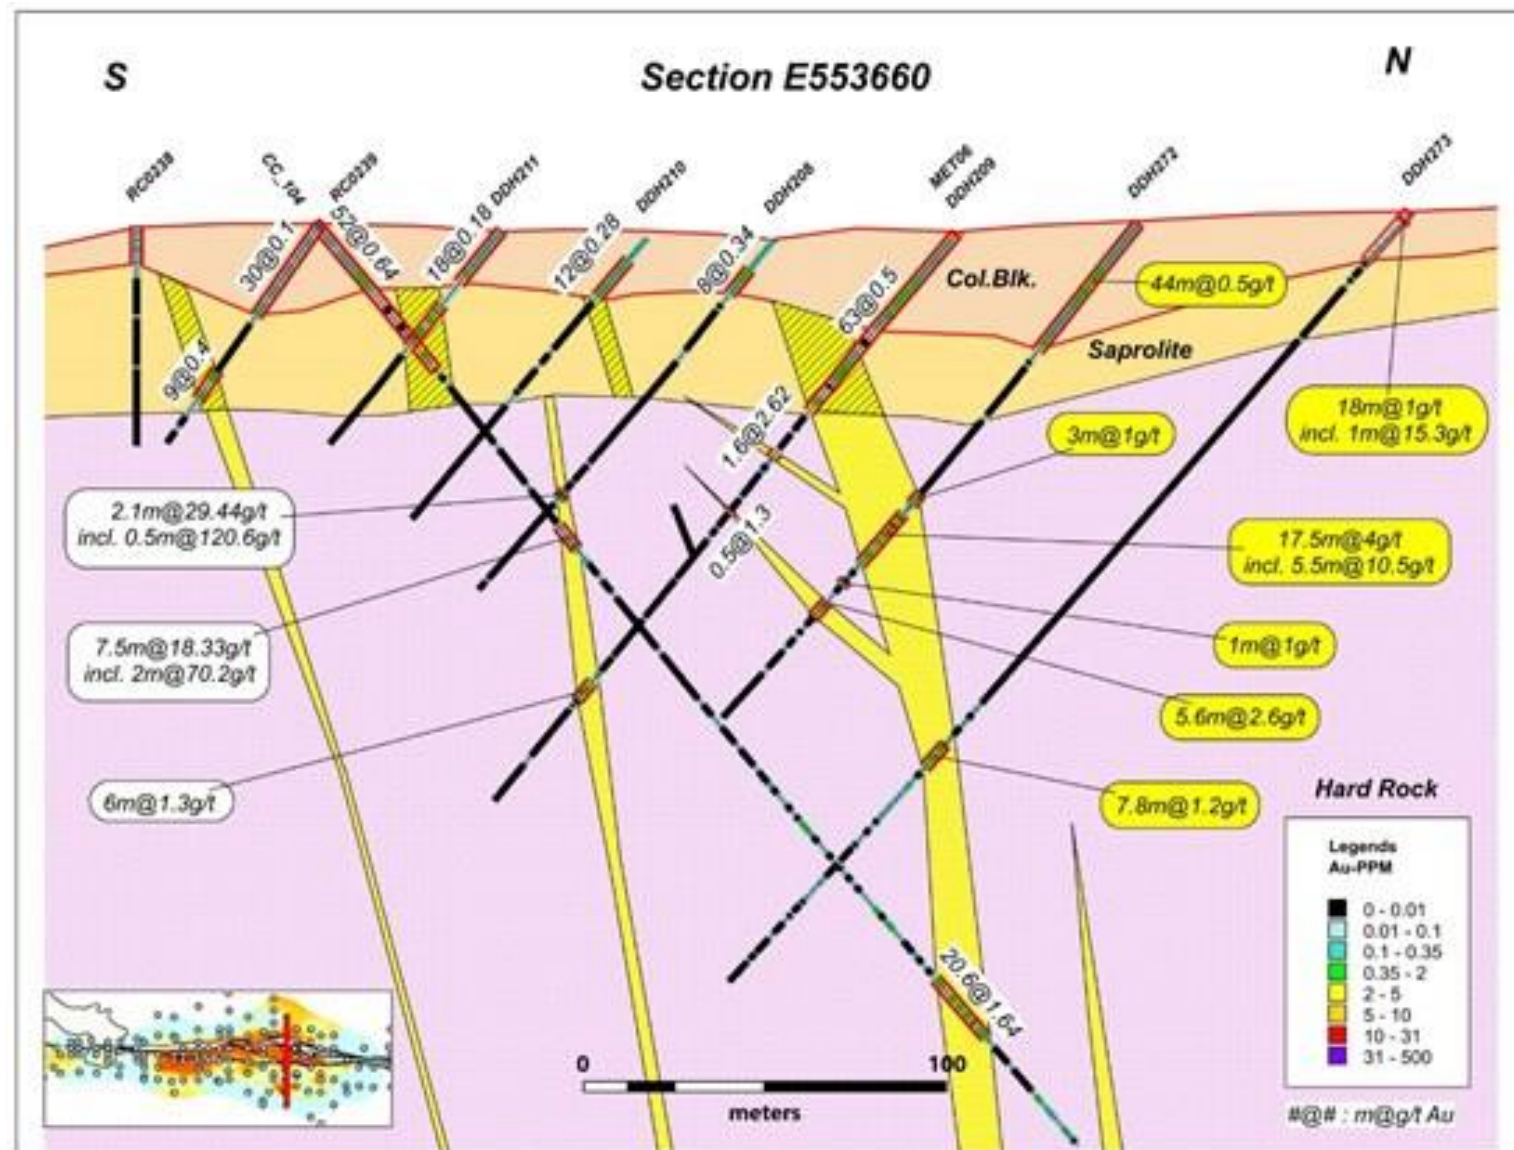 S
Section E553660
N
RC0238
CC_104
RC0239
DDH211
DDH210
DDH208
MET06
DDH209
DDH272
DDH273
30@0.1
52@0.64
18@0.18
12@0.28
8@0.34
63@0.5
Col.Blk.
44m@0.5g/t
Saprolite
9@0.4
1.6@2.62
0.5@1.3
3m@1g/t
18m@1g/t
incl. 1m@15.3g/t
2.1m@29.44g/t
incl. 0.5m@120.6g/t
17.5m@4g/t
incl. 5.5m@10.5g/t
7.5m@18.33g/t
incl. 2m@70.2g/t
1m@1g/t
5.6m@2.6g/t
6m@1.3g/t
7.8m@1.2g/t
Hard Rock
20.6@1.64
Legends
Au-PPM
0 - 0.01
0.01 - 0.1
0.1 - 0.35
0.35 - 2
2 - 5
5 - 10
10 - 31
31 - 500
0
100
meters
#@# : m@g/t Au